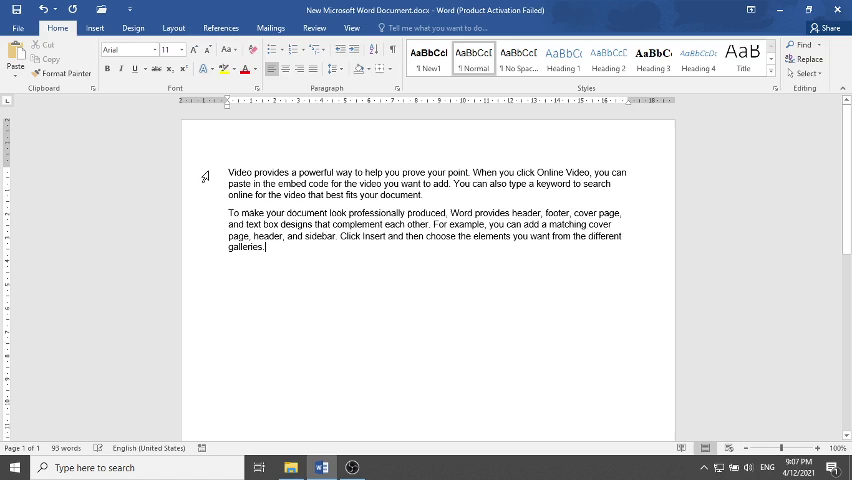 New Microsoft Word Document.docx - Word (Product Activation Failed)
File Home Insert Design Layout References Mailings Review View Tell me what you want to do... Share
Paste Cut Copy Format Painter
Arial 11
AaBbCcI AaBbCcI AaBbCcI AaBbC AaBbCcI AaBbCc AaBbCcDc AaB
¶ New1 ¶ Normal ¶ No Spac... Heading 1 Heading 2 Heading 3 Heading 4 Title
Find Replace Select
Clipboard Font Paragraph Styles Editing
Video provides a powerful way to help you prove your point. When you click Online Video, you can
paste in the embed code for the video you want to add. You can also type a keyword to search
online for the video that best fits your document.
To make your document look professionally produced, Word provides header, footer, cover page,
and text box designs that complement each other. For example, you can add a matching cover
page, header, and sidebar. Click Insert and then choose the elements you want from the different
galleries.
Page 1 of 1 93 words English (United States) 100%
Type here to search ENG 9:07 PM
4/12/2021